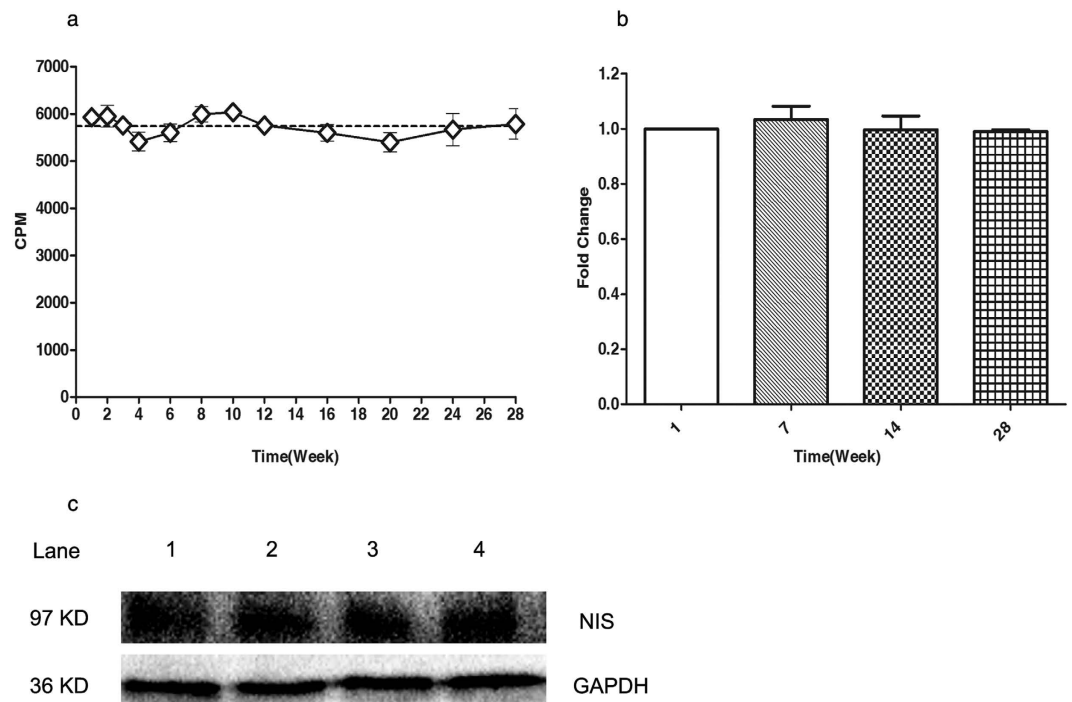 a
7000
6000
5000
4000
3000
2000
1000
0
CPM
0 2 4 6 8 10 12 14 16 18 20 22 24 26 28
Time(Week)
b
1.2
1.0
0.8
0.6
0.4
0.2
0.0
Fold Change
1 7 14 28
Time(Week)
c
Lane 1 2 3 4
97 KD NIS
36 KD GAPDH